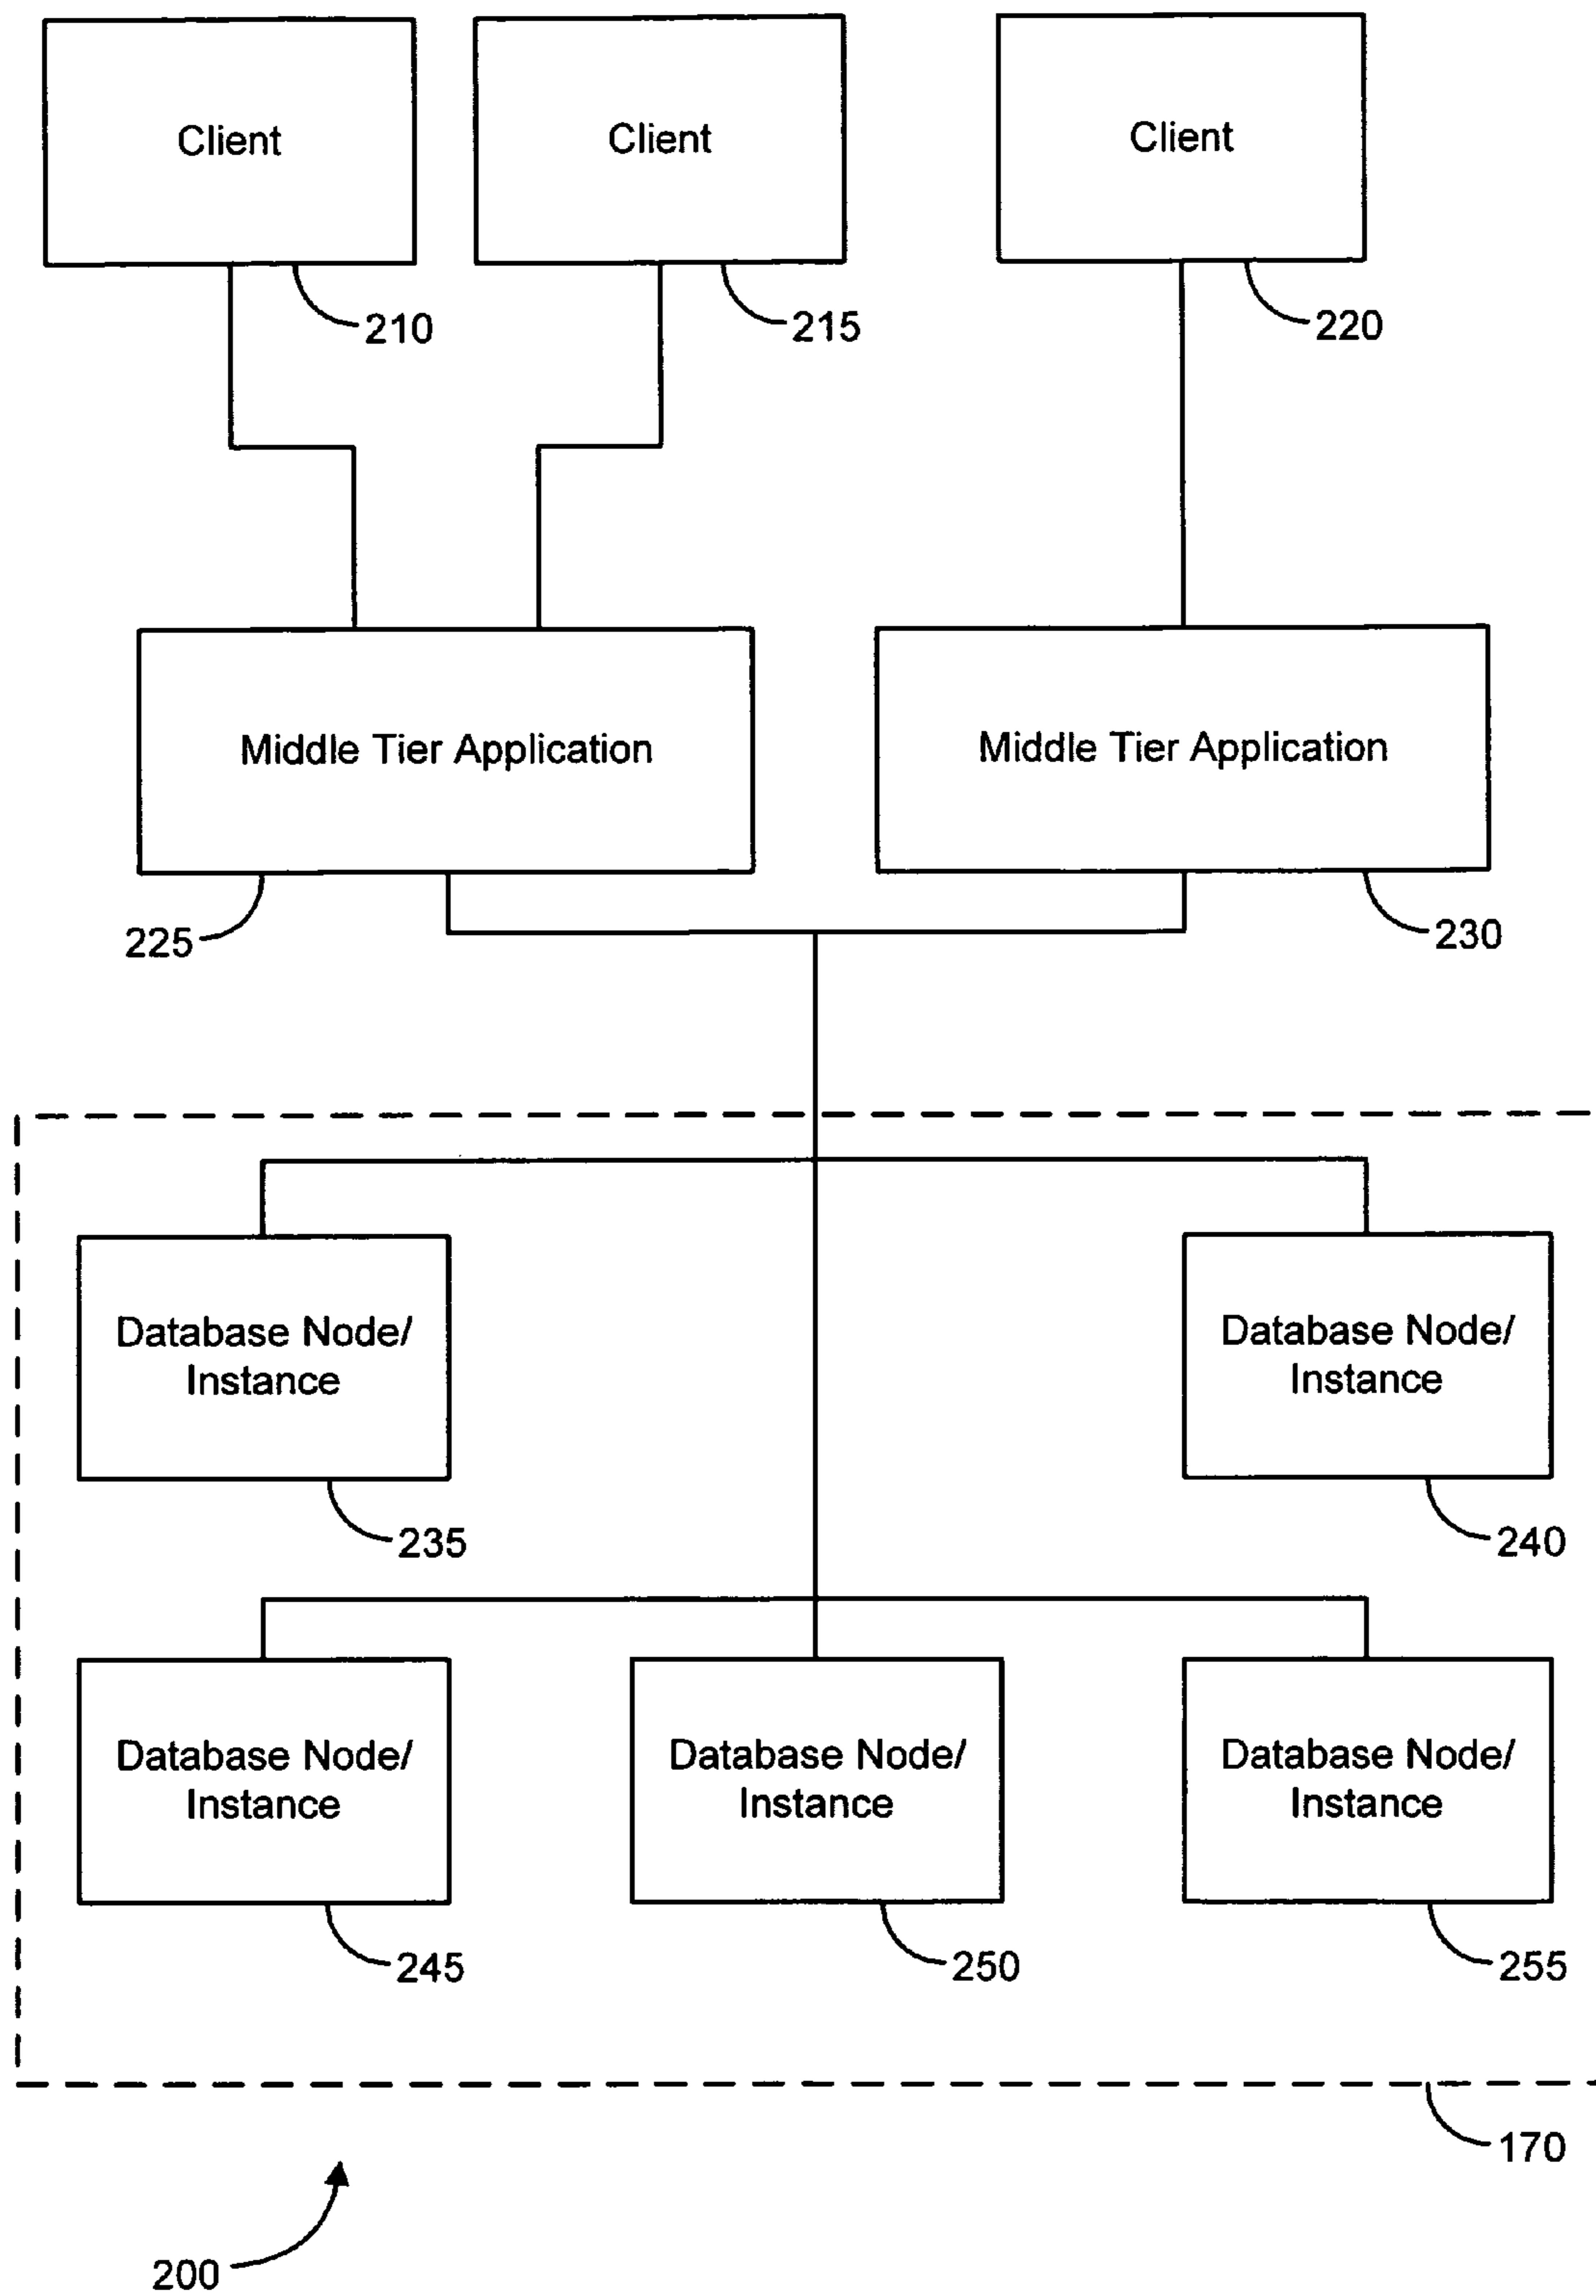 Client
Client
Client
210
215
220
Middle Tier Application
Middle Tier Application
225
230
Database Node/
Instance
Database Node/
Instance
235
240
Database Node/
Instance
Database Node/
Instance
Database Node/
Instance
245
250
255
170
200